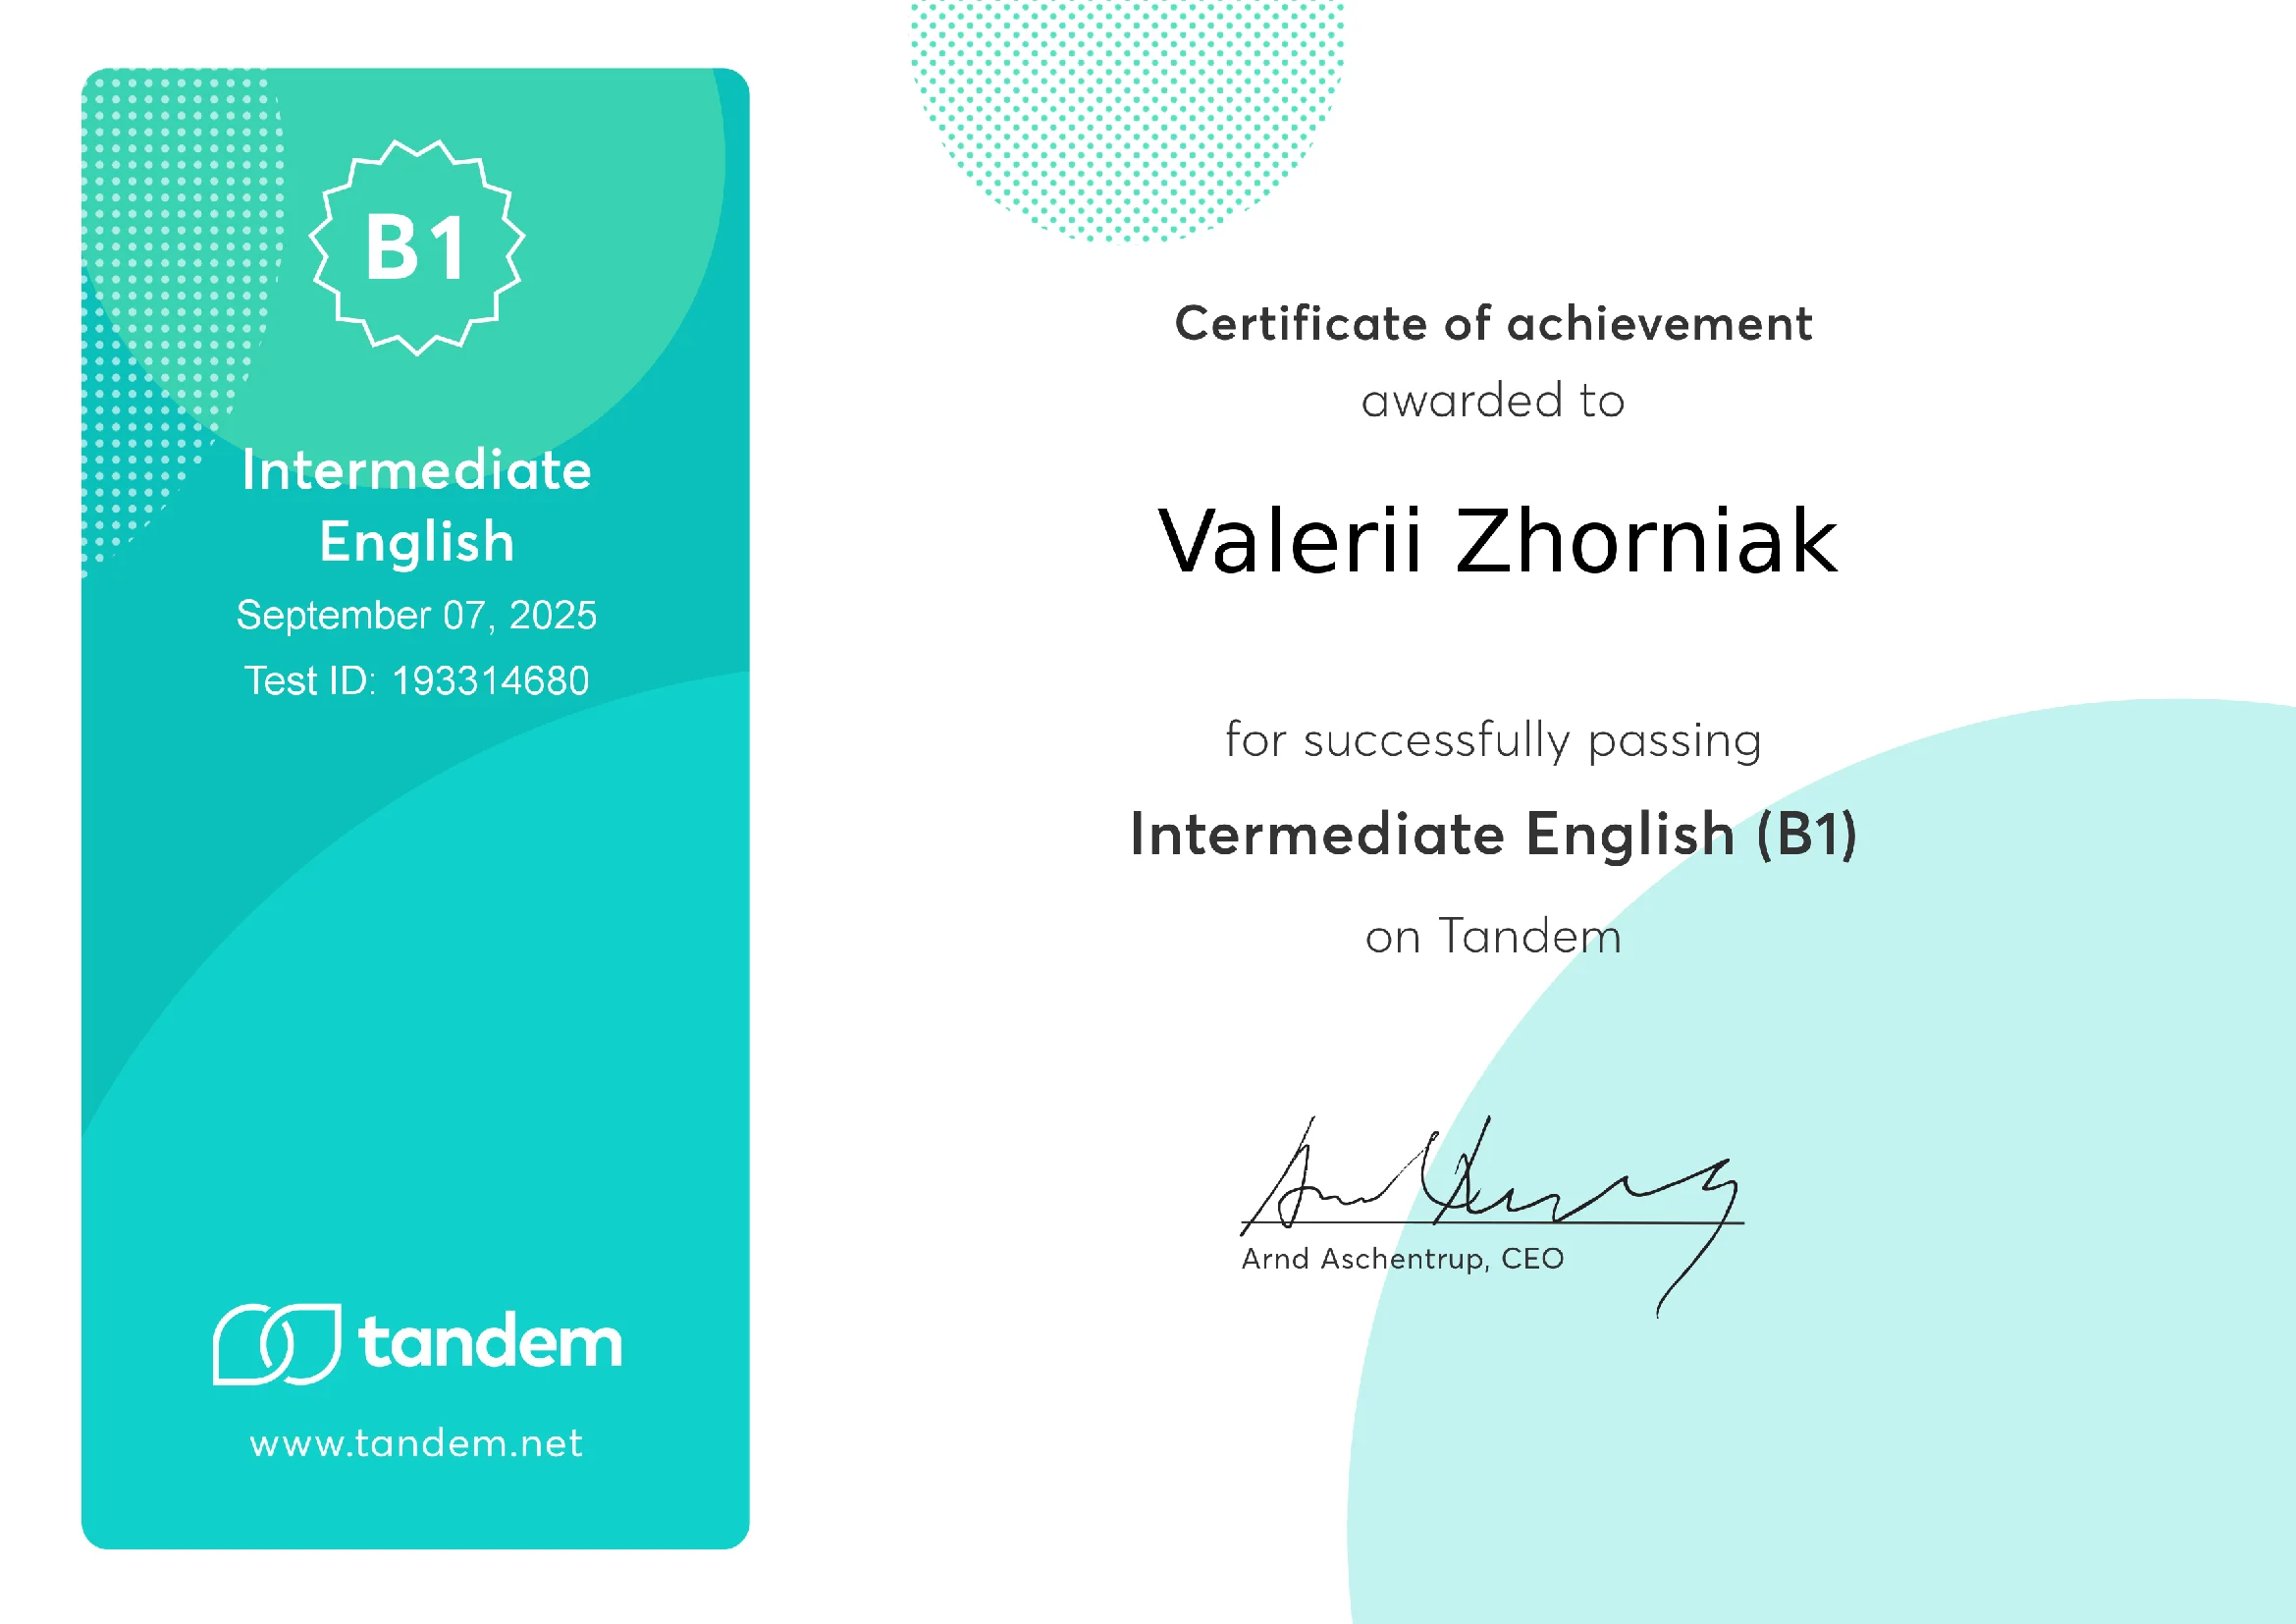 B1
Intermediate
English
September 07, 2025
Test ID: 193314680
tandem
www.tandem.net
Certificate of achievement
awarded to
Valerii Zhorniak
for successfully passing
Intermediate English (B1)
on Tandem
Arnd Aschentrup, CEO